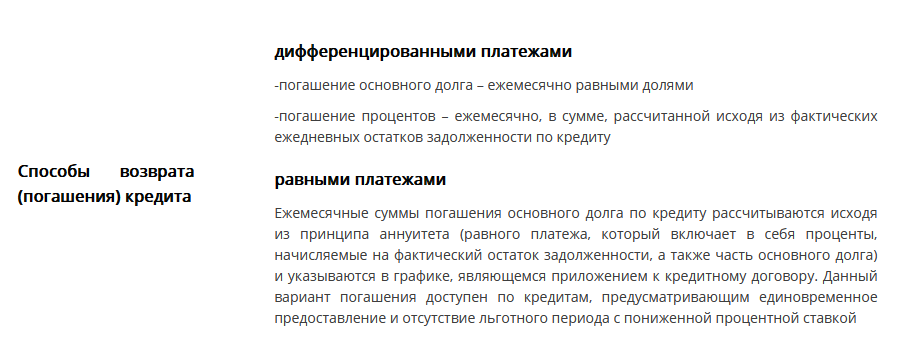 дифференцированными платежами
-погашение основного долга – ежемесячно равными долями
-погашение процентов – ежемесячно, в сумме, рассчитанной исходя из фактических
ежедневных остатков задолженности по кредиту
Способы возврата
(погашения) кредита
равными платежами
Ежемесячные суммы погашения основного долга по кредиту рассчитываются исходя
из принципа аннуитета (равного платежа, который включает в себя проценты,
начисляемые на фактический остаток задолженности, а также часть основного долга)
и указываются в графике, являющемся приложением к кредитному договору. Данный
вариант погашения доступен по кредитам, предусматривающим единовременное
предоставление и отсутствие льготного периода с пониженной процентной ставкой